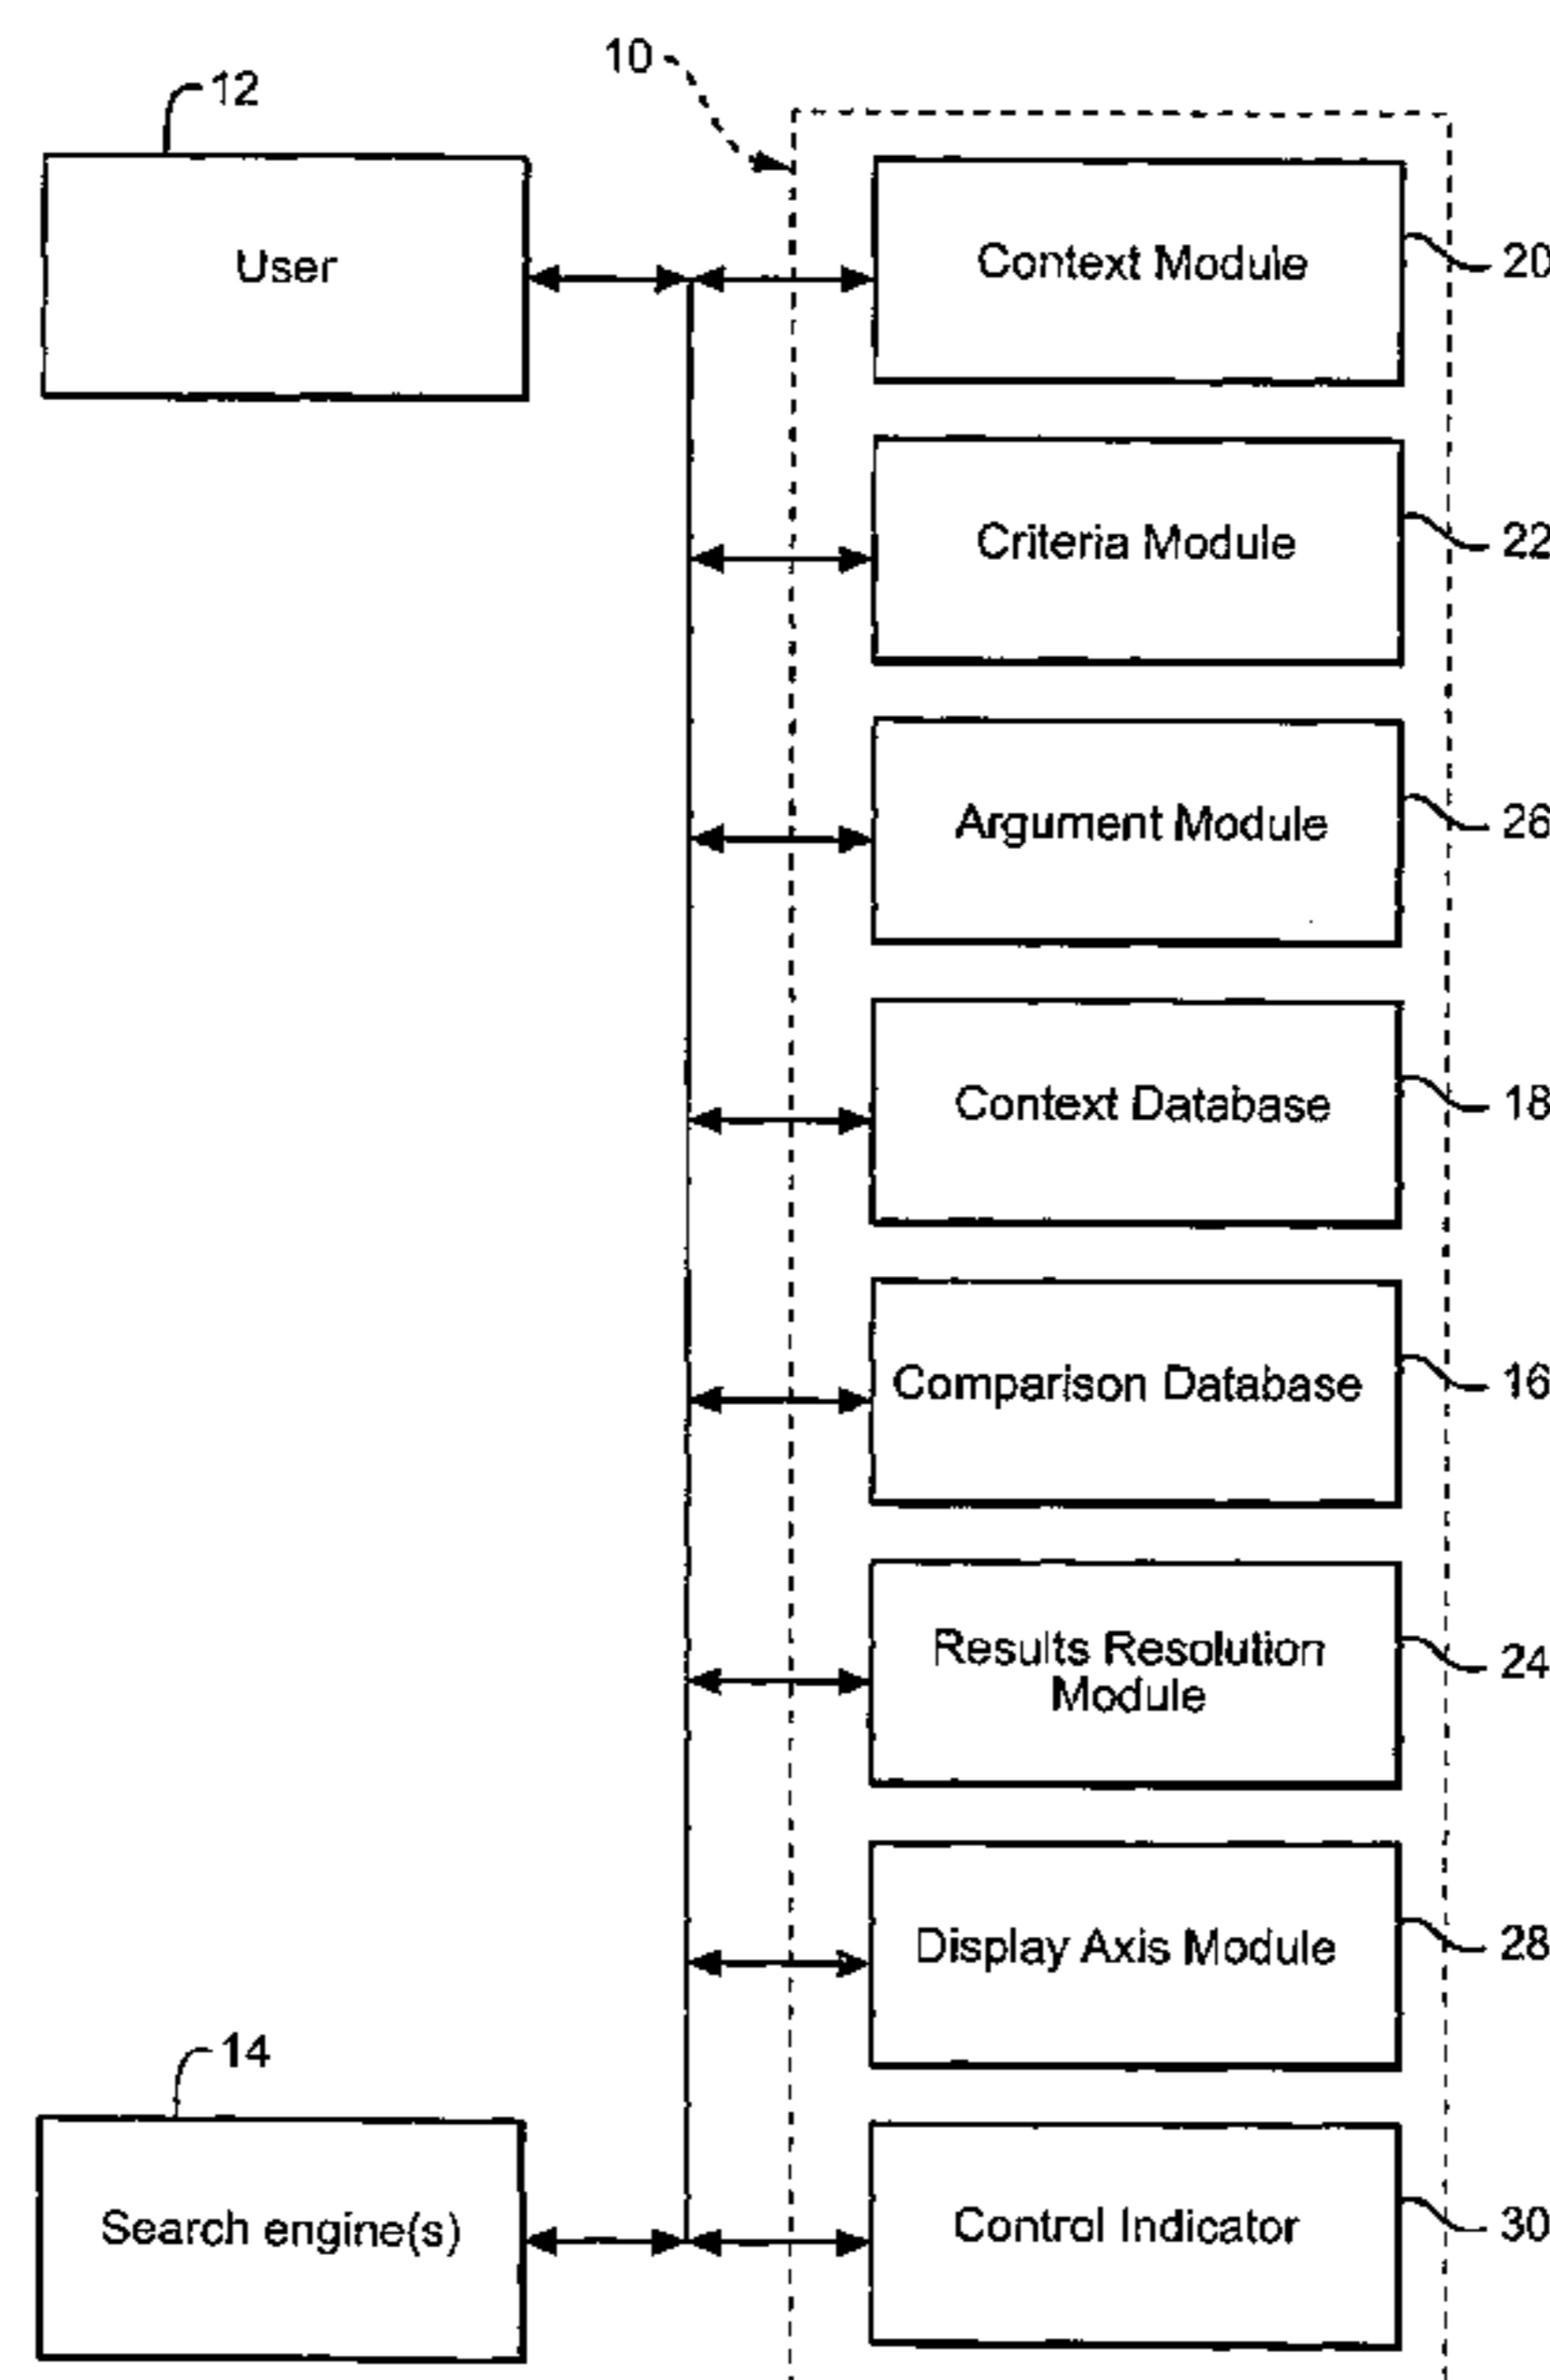 10
12
User
Context Module
20
Criteria Module
22
Argument Module
26
Context Database
18
Comparison Database
16
Results Resolution
Module
24
Display Axis Module
28
14
Search engine(s)
Control Indicator
30